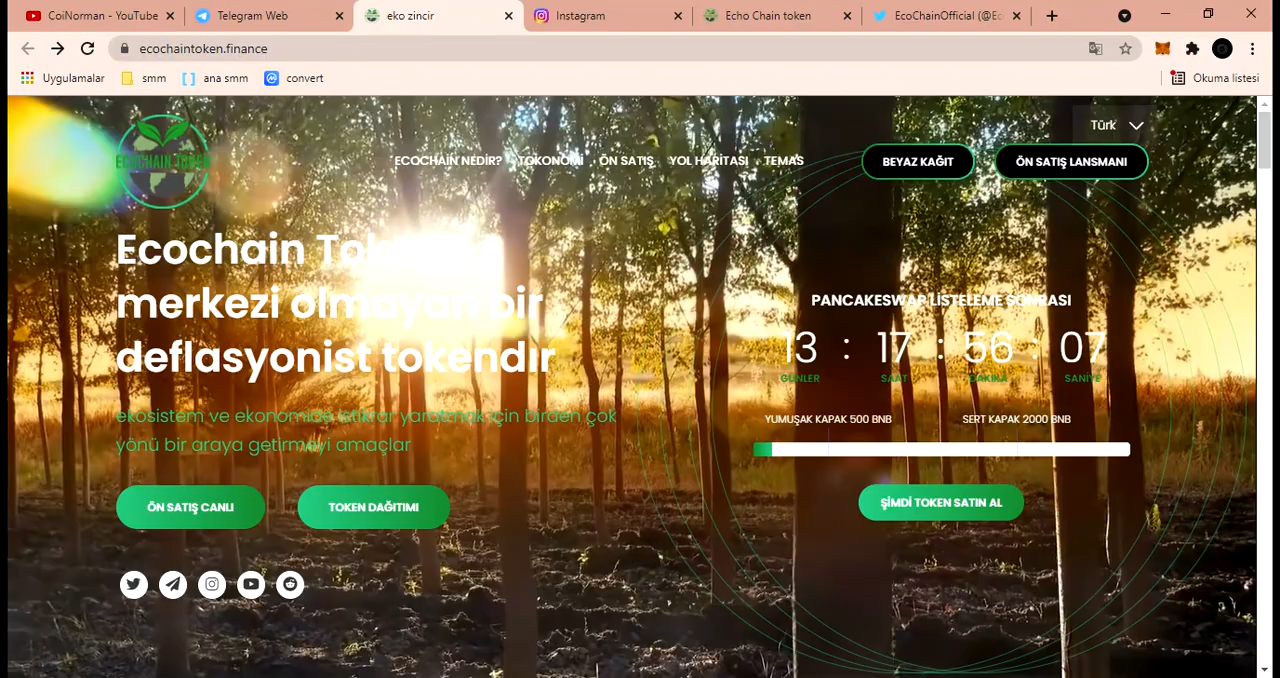 CoiNorman - YouTube
Telegram Web
eko zincir
Instagram
Echo Chain token
EcoChainOfficial (@Ec
ecochaintoken.finance
Uygulamalar
smm
ana smm
convert
Okuma listesi
Türk
ECOCHAIN TOKEN
ECOCHAIN NEDİR?
TOKONOMİ
ÖN SATIŞ
YOL HARİTASI
TEMAS
BEYAZ KAĞIT
ÖN SATIŞ LANSMANI
Ecochain Token
merkezi olmayan bir
deflasyonist tokendir
ekosistem ve ekonomide istikrar yaratmak için birden çok
yönü bir araya getirmeyi amaçlar
ÖN SATIŞ CANLI
TOKEN DAĞITIMI
PANCAKESWAP LİSTELEME SONRASI
13 : 17 : 56 : 07
GÜNLER
SAAT
DAKİKA
SANİYE
YUMUŞAK KAPAK 500 BNB
SERT KAPAK 2000 BNB
ŞİMDİ TOKEN SATIN AL